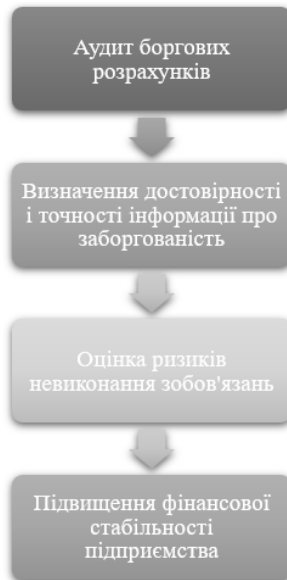 Аудит боргових
розрахунків
Визначення достовірності
і точності інформації про
заборгованість
Оцінка ризиків
невиконання зобов'язань
Підвищення фінансової
стабільності
підприємства